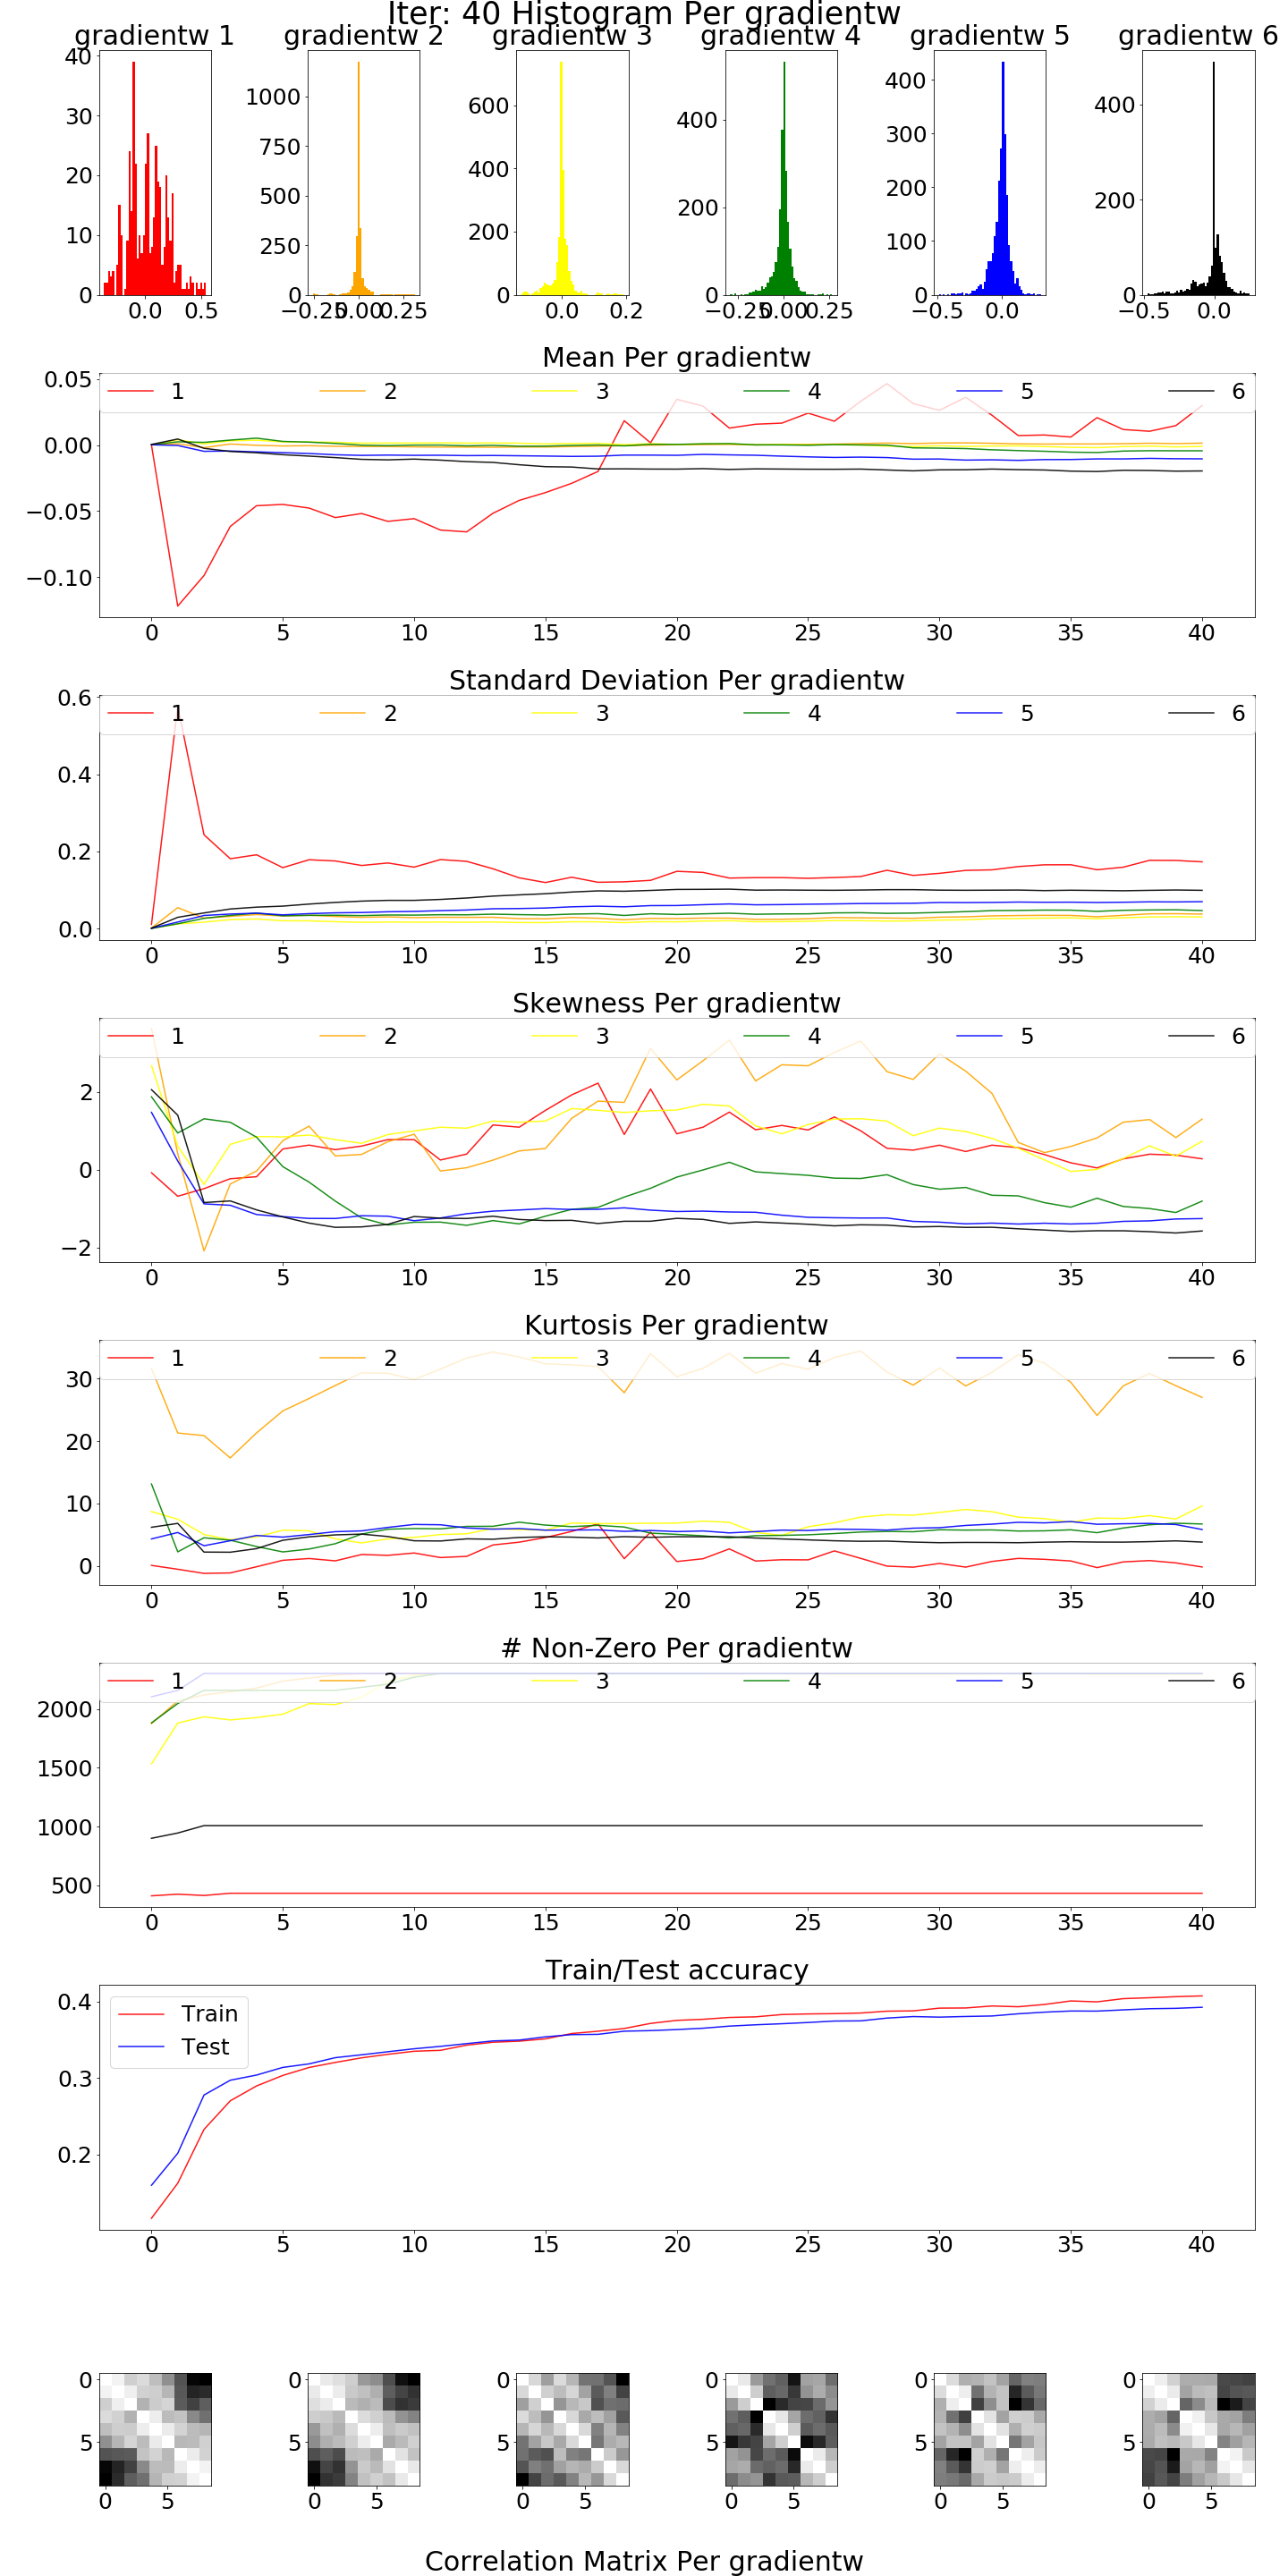 Iter: 40 Histogram Per gradientw
gradientw 1 gradientw 2 gradientw 3 gradientw 4 gradientw 5 gradientw 6
40
30
20
10
0
0.0 0.5
1000
750
500
250
0
−0.25 0.00 0.25
600
400
200
0
0.0 0.2
400
200
0
−0.25 0.00 0.25
400
300
200
100
0
−0.5 0.0
400
200
0
−0.5 0.0
Mean Per gradientw
1 2 3 4 5 6
0.05
0.00
−0.05
−0.10
0 5 10 15 20 25 30 35 40
Standard Deviation Per gradientw
1 2 3 4 5 6
0.6
0.4
0.2
0.0
0 5 10 15 20 25 30 35 40
Skewness Per gradientw
1 2 3 4 5 6
2
0
−2
0 5 10 15 20 25 30 35 40
Kurtosis Per gradientw
1 2 3 4 5 6
30
20
10
0
0 5 10 15 20 25 30 35 40
# Non-Zero Per gradientw
1 2 3 4 5 6
2000
1500
1000
500
0 5 10 15 20 25 30 35 40
Train/Test accuracy
Train
Test
0.4
0.3
0.2
0 5 10 15 20 25 30 35 40
0
5
0 5
0
5
0 5
0
5
0 5
0
5
0 5
0
5
0 5
0
5
0 5
Correlation Matrix Per gradientw